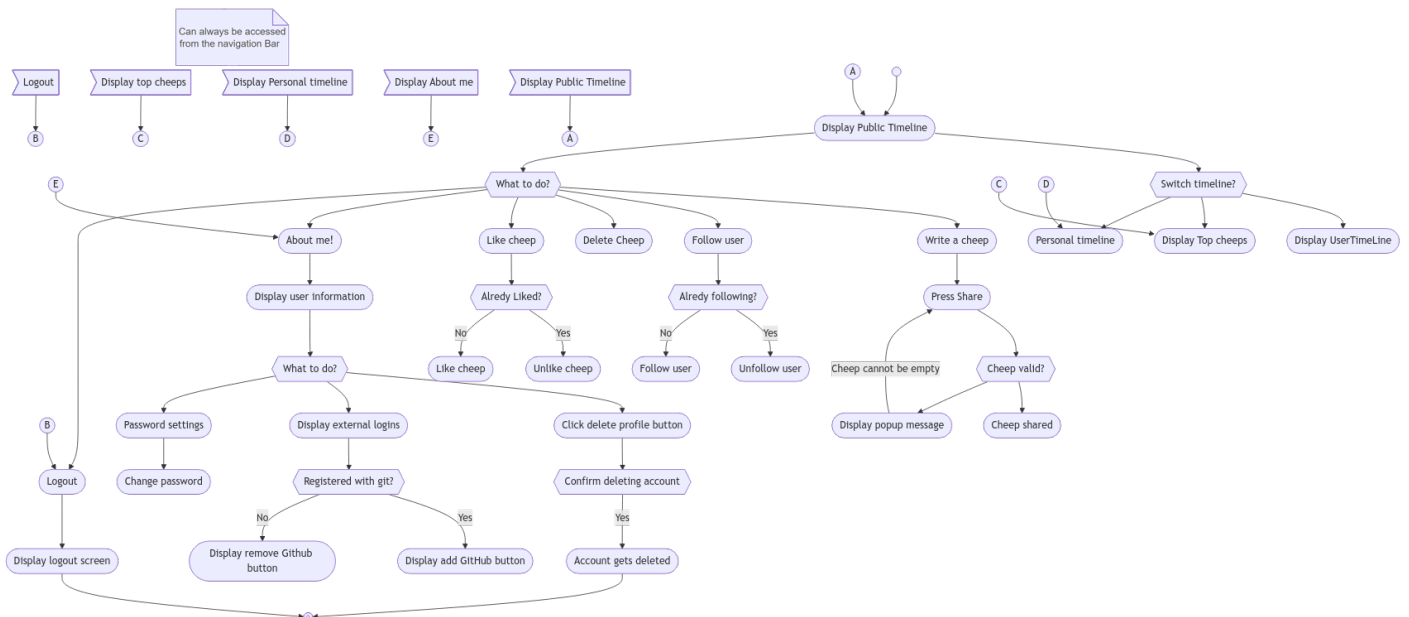 Can always be accessed
from the navigation Bar
Logout
Display top cheeps
Display Personal timeline
Display About me
Display Public Timeline
B
C
D
E
A
A
Display Public Timeline
What to do?
Switch timeline?
E
C
D
About me!
Like cheep
Delete Cheep
Follow user
Write a cheep
Personal timeline
Display Top cheeps
Display UserTimeLine
Display user information
Alredy Liked?
Alredy following?
Press Share
No
Yes
No
Yes
What to do?
Like cheep
Unlike cheep
Follow user
Unfollow user
Cheep cannot be empty
Cheep valid?
B
Password settings
Display external logins
Click delete profile button
Display popup message
Cheep shared
Logout
Change password
Registered with git?
Confirm deleting account
No
Yes
Yes
Display logout screen
Display remove Github
button
Display add GitHub button
Account gets deleted